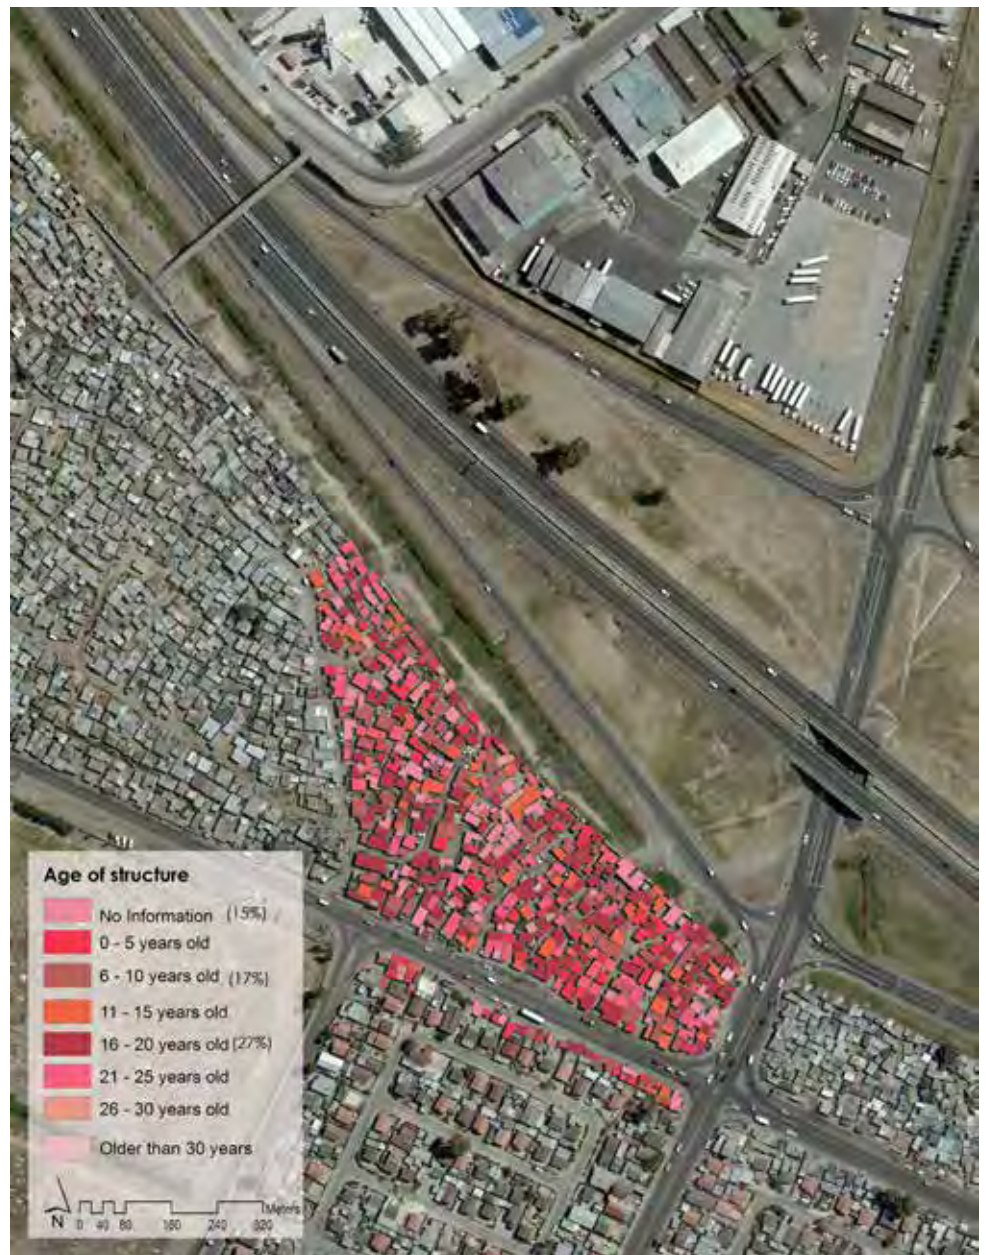 Age of structure
No Information (15%)
0 - 5 years old
6 - 10 years old (17%)
11 - 15 years old
16 - 20 years old (27%)
21 - 25 years old
26 - 30 years old
Older than 30 years
N 0 40 80 160 240 320 Meters